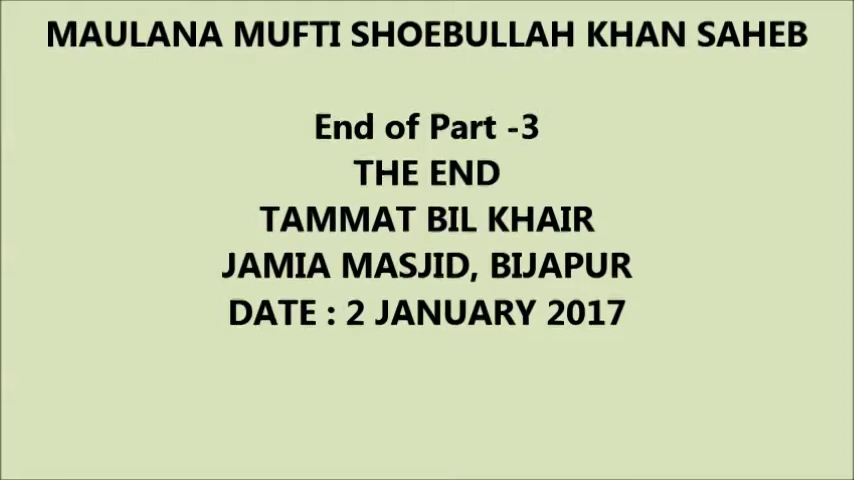 MAULANA MUFTI SHOEBULLAH KHAN SAHEB
End of Part -3
THE END
TAMMAT BIL KHAIR
JAMIA MASJID, BIJAPUR
DATE : 2 JANUARY 2017